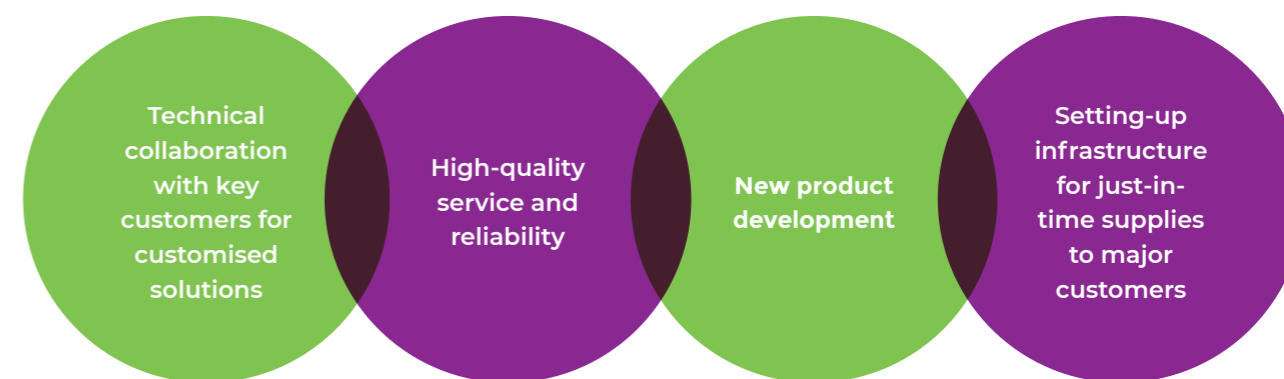 Technical
collaboration
with key
customers for
customised
solutions
High-quality
service and
reliability
New product
development
Setting-up
infrastructure
for just-in-
time supplies
to major
customers